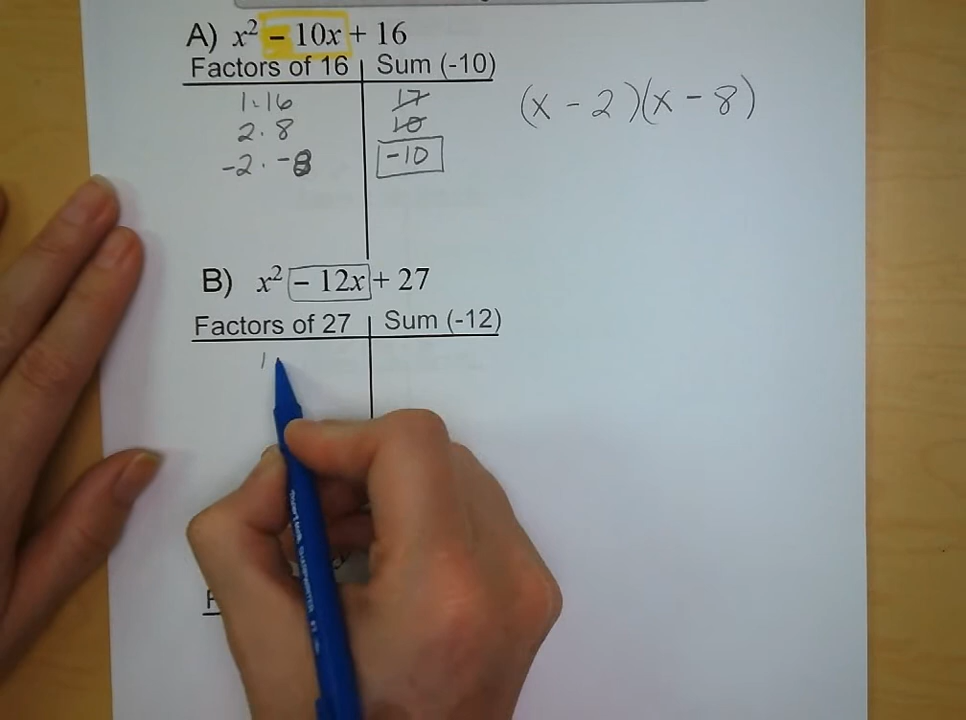 A) x² − 10x + 16
Factors of 16 | Sum (-10)
1·16 17
2·8 10
-2·-8 -10
(x - 2)(x - 8)
B) x² − 12x + 27
Factors of 27 | Sum (-12)
1
F